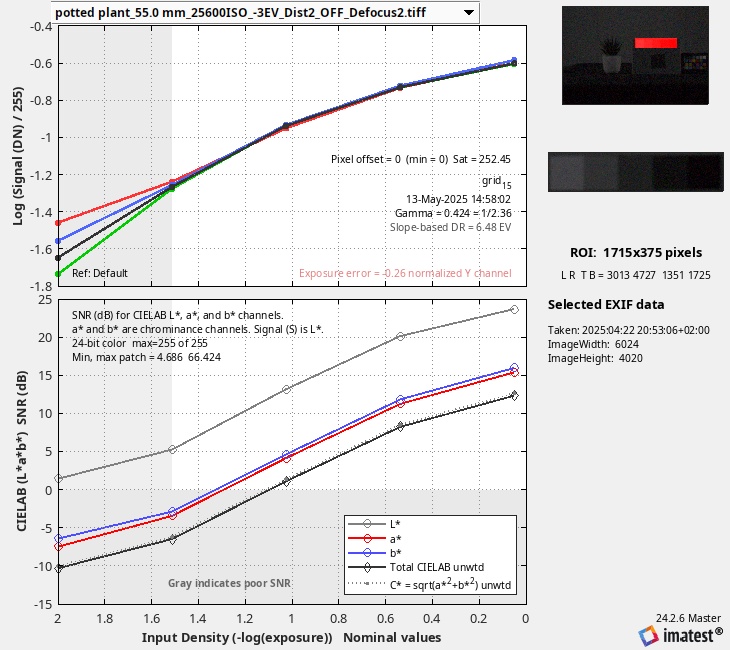 potted plant_55.0 mm_25600ISO_-3EV_Dist2_OFF_Defocus2.tiff
-0.4
-0.6
-0.8
-1
-1.2
-1.4
-1.6
-1.8
Log (Signal (DN) / 255)
Pixel offset = 0 (min = 0) Sat = 252.45
grid15
13-May-2025 14:58:02
Gamma = 0.424 = 1/2.36
Slope-based DR = 6.48 EV
Ref: Default
Exposure error = -0.26 normalized Y channel
ROI: 1715x375 pixels
L R T B = 3013 4727 1351 1725
Selected EXIF data
Taken: 2025:04:22 20:53:06+02:00
ImageWidth: 6024
ImageHeight: 4020
25
20
15
10
5
0
-5
-10
-15
CIELAB (L*a*b*) SNR (dB)
SNR (dB) for CIELAB L*, a*, and b* channels.
a* and b* are chrominance channels. Signal (S) is L*.
24-bit color max=255 of 255
Min, max patch = 4.686 66.424
L*
a*
b*
Total CIELAB unwtd
C* = sqrt(a*2+b*2) unwtd
Gray indicates poor SNR
2 1.8 1.6 1.4 1.2 1 0.8 0.6 0.4 0.2 0
Input Density (-log(exposure)) Nominal values
24.2.6 Master
imatest®